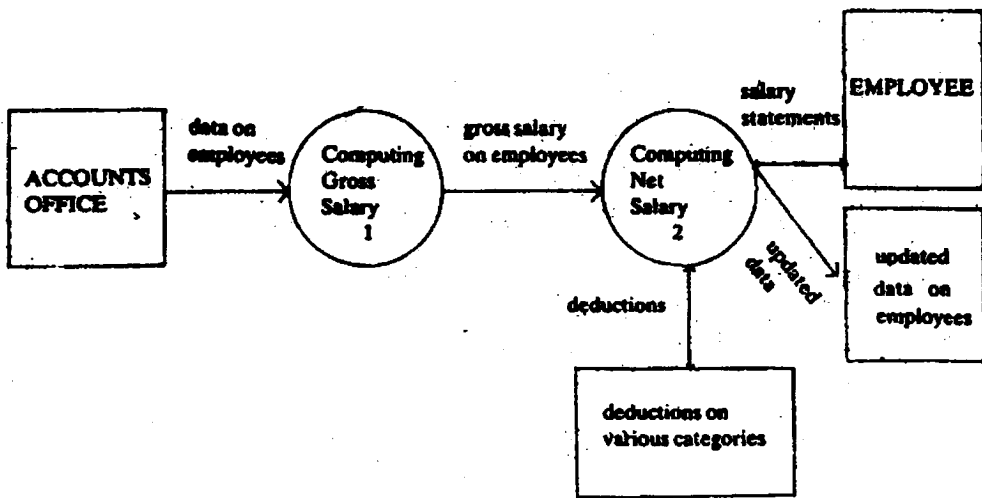 ACCOUNTS
OFFICE
data on
employees
Computing
Gross
Salary
1
gross salary
on employees
Computing
Net
Salary
2
salary
statements
EMPLOYEE
updated
data
updated
data on
employees
deductions
deductions on
various categories